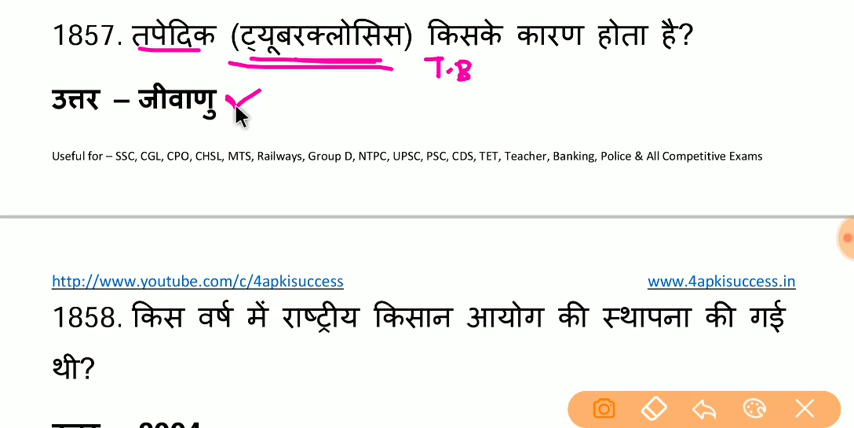 1857. तपेदिक (ट्यूबरक्लोसिस) किसके कारण होता है?
T.B
उत्तर – जीवाणु
Useful for – SSC, CGL, CPO, CHSL, MTS, Railways, Group D, NTPC, UPSC, PSC, CDS, TET, Teacher, Banking, Police & All Competitive Exams
http://www.youtube.com/c/4apkisuccess www.4apkisuccess.in
1858. किस वर्ष में राष्ट्रीय किसान आयोग की स्थापना की गई
थी?